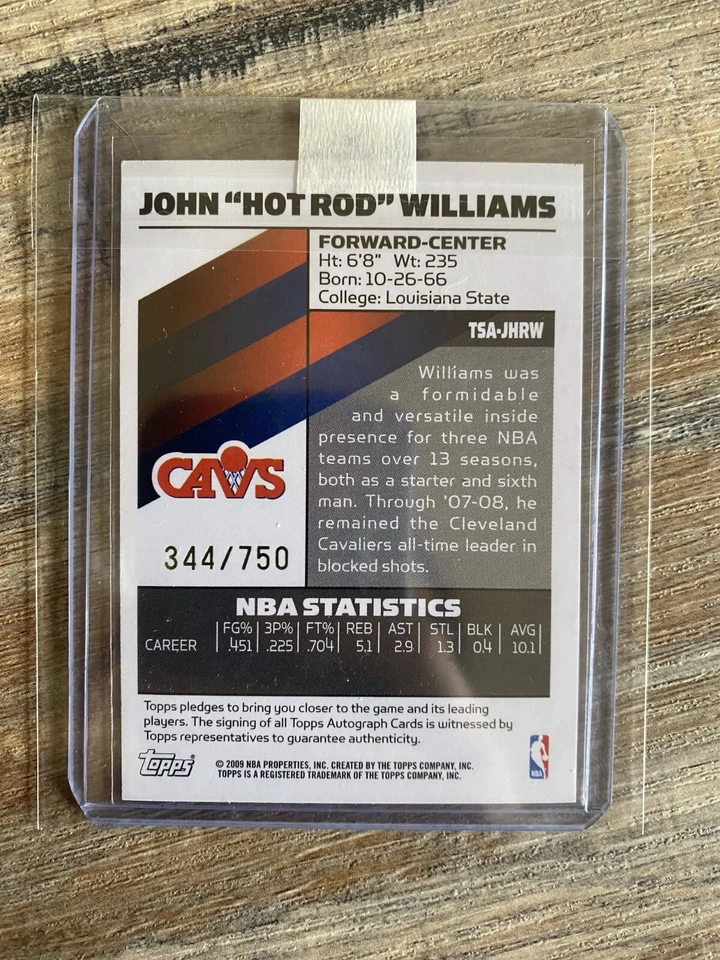 JOHN “HOT ROD” WILLIAMS
FORWARD-CENTER
Ht: 6'8" Wt: 235
Born: 10-26-66
College: Louisiana State
TSA-JHRW
Williams was
a formidable
and versatile inside
presence for three NBA
teams over 13 seasons,
both as a starter and sixth
man. Through '07-08, he
remained the Cleveland
Cavaliers all-time leader in
blocked shots.
CAVS
344/750
NBA STATISTICS
FG% 3P% FT% REB AST STL BLK AVG
CAREER .451 .225 .704 5.1 2.9 1.3 0.4 10.1
Topps pledges to bring you closer to the game and its leading
players. The signing of all Topps Autograph Cards is witnessed by
Topps representatives to guarantee authenticity.
Topps
© 2009 NBA PROPERTIES, INC. CREATED BY THE TOPPS COMPANY, INC.
TOPPS IS A REGISTERED TRADEMARK OF THE TOPPS COMPANY, INC.
NBA